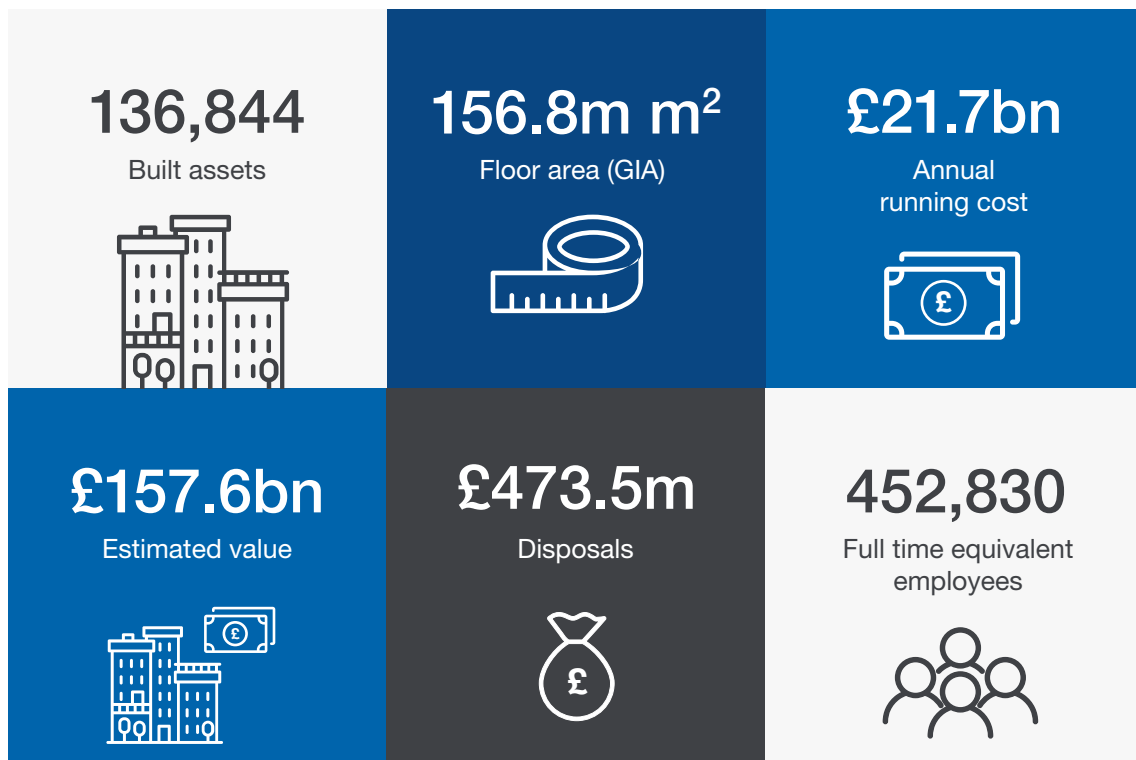 136,844
Built assets
156.8m m²
Floor area (GIA)
£21.7bn
Annual
running cost
£
£157.6bn
Estimated value
£
£473.5m
Disposals
£
452,830
Full time equivalent
employees